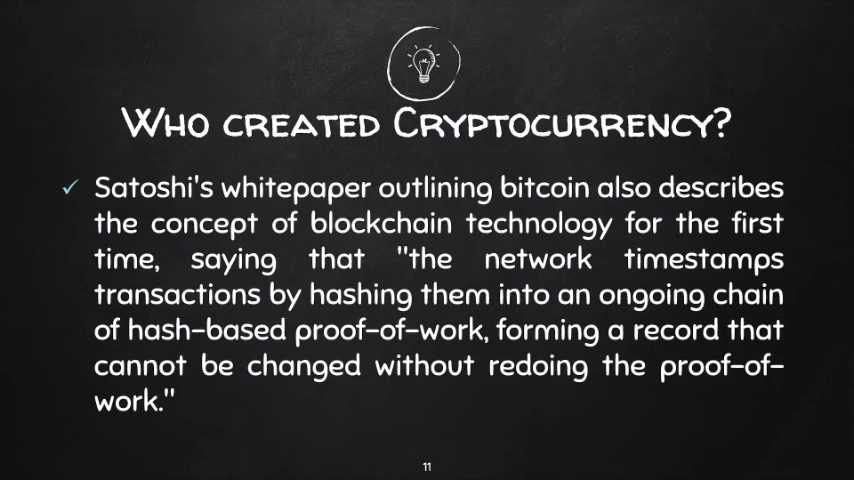 Who created Cryptocurrency?
✓ Satoshi's whitepaper outlining bitcoin also describes
the concept of blockchain technology for the first
time, saying that "the network timestamps
transactions by hashing them into an ongoing chain
of hash-based proof-of-work, forming a record that
cannot be changed without redoing the proof-of-
work."
11